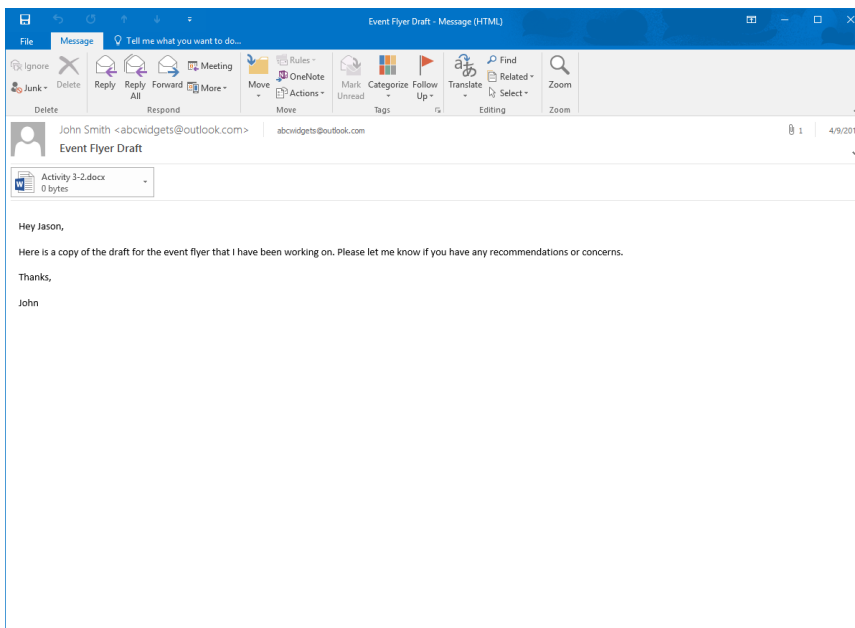 Event Flyer Draft - Message (HTML)
File Message Tell me what you want to do...
Ignore
Junk
Delete
Reply
Reply All
Forward
Meeting
More
Move
Rules
OneNote
Actions
Mark Unread
Categorize
Follow Up
Translate
Find
Related
Select
Zoom
Delete Respond Move Tags Editing Zoom
John Smith <abcwidgets@outlook.com> abcwidgets@outlook.com 1 4/9/201
Event Flyer Draft
Activity 3-2.docx
0 bytes
Hey Jason,
Here is a copy of the draft for the event flyer that I have been working on. Please let me know if you have any recommendations or concerns.
Thanks,
John